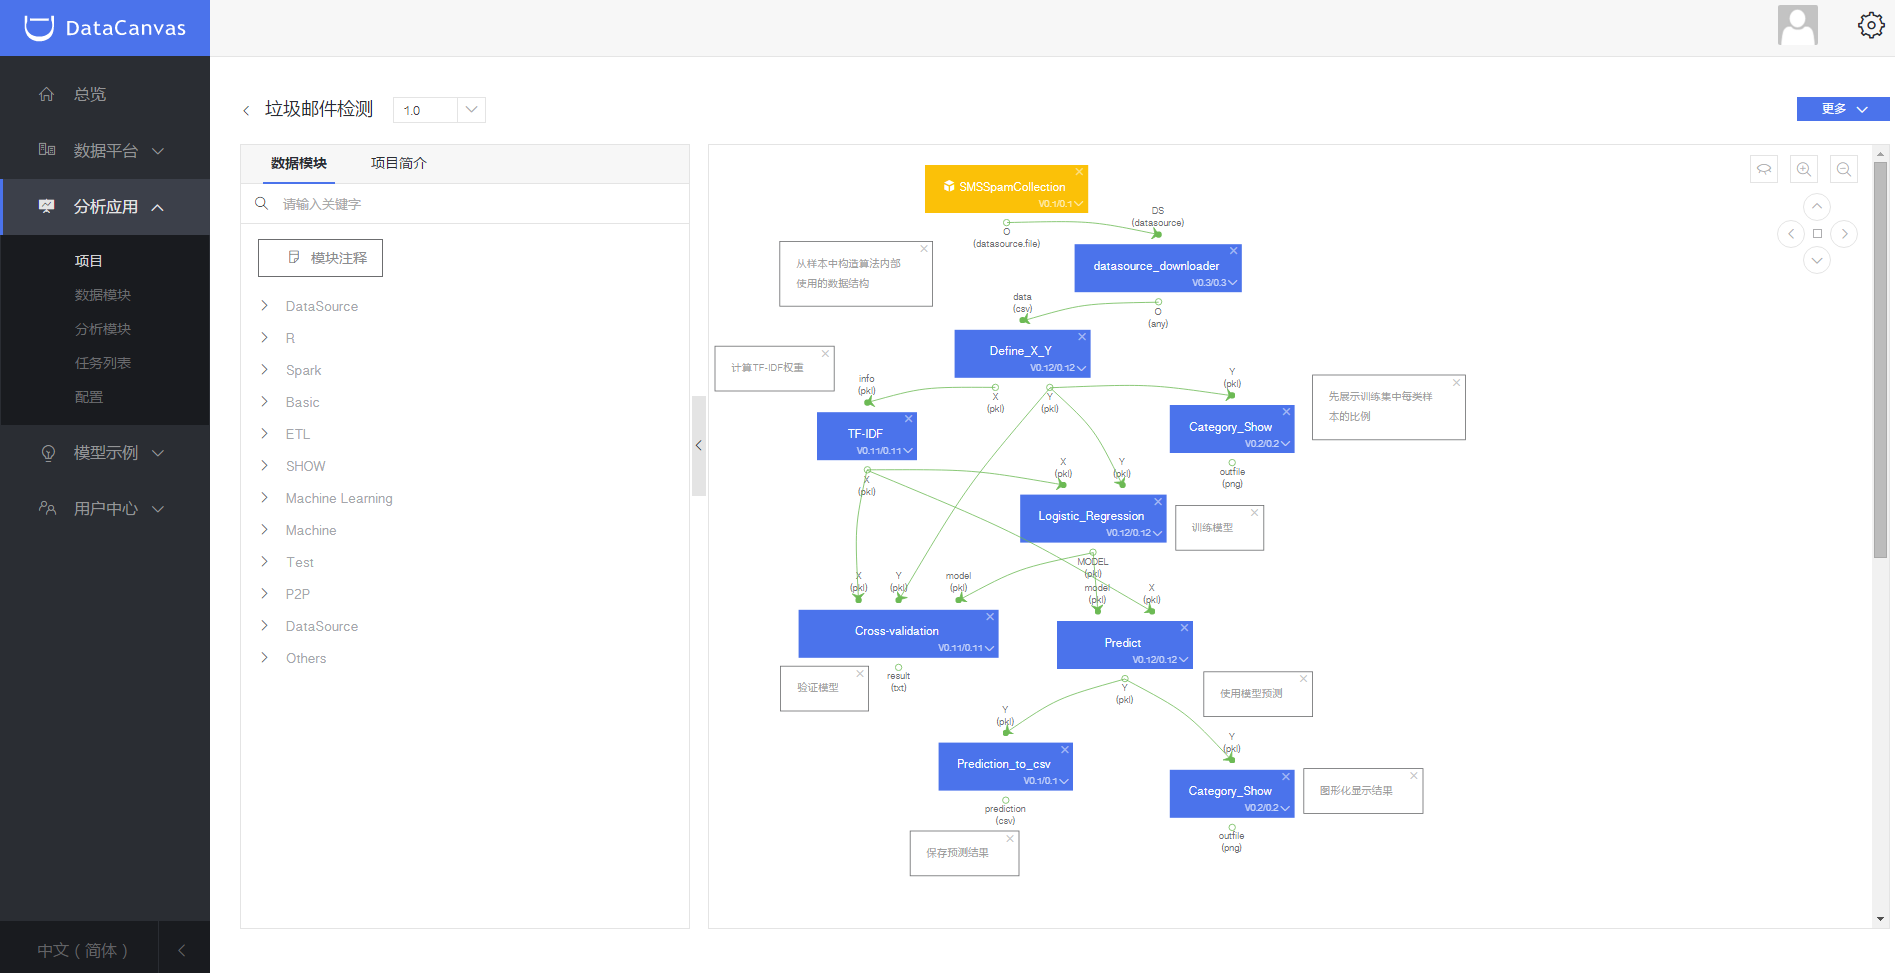 DataCanvas
总览
数据平台
分析应用
项目
数据模块
分析模块
任务列表
配置
模型示例
用户中心
中文（简体）
垃圾邮件检测
1.0
更多
数据模块
项目简介
请输入关键字
模块注释
DataSource
R
Spark
Basic
ETL
SHOW
Machine Learning
Machine
Test
P2P
DataSource
Others
SMSSpamCollection
V0.1/0.1
O
(datasource.file)
DS
(datasource)
从样本中构造算法内部
使用的数据结构
datasource_downloader
V0.3/0.3
data
(csv)
O
(any)
Define_X_Y
V0.12/0.12
计算TF-IDF权重
info
(pkl)
X
(pkl)
Y
(pkl)
Y
(pkl)
先展示训练集中每类样
本的比例
TF-IDF
V0.11/0.11
Category_Show
V0.2/0.2
X
(pkl)
X
(pkl)
Y
(pkl)
outfile
(png)
Logistic_Regression
V0.12/0.12
训练模型
X
(pkl)
Y
(pkl)
model
(pkl)
MODEL
(pkl)
model
(pkl)
X
(pkl)
Cross-validation
V0.11/0.11
Predict
V0.12/0.12
验证模型
result
(txt)
Y
(pkl)
使用模型预测
Y
(pkl)
Y
(pkl)
Prediction_to_csv
V0.1/0.1
Category_Show
V0.2/0.2
图形化显示结果
prediction
(csv)
outfile
(png)
保存预测结果